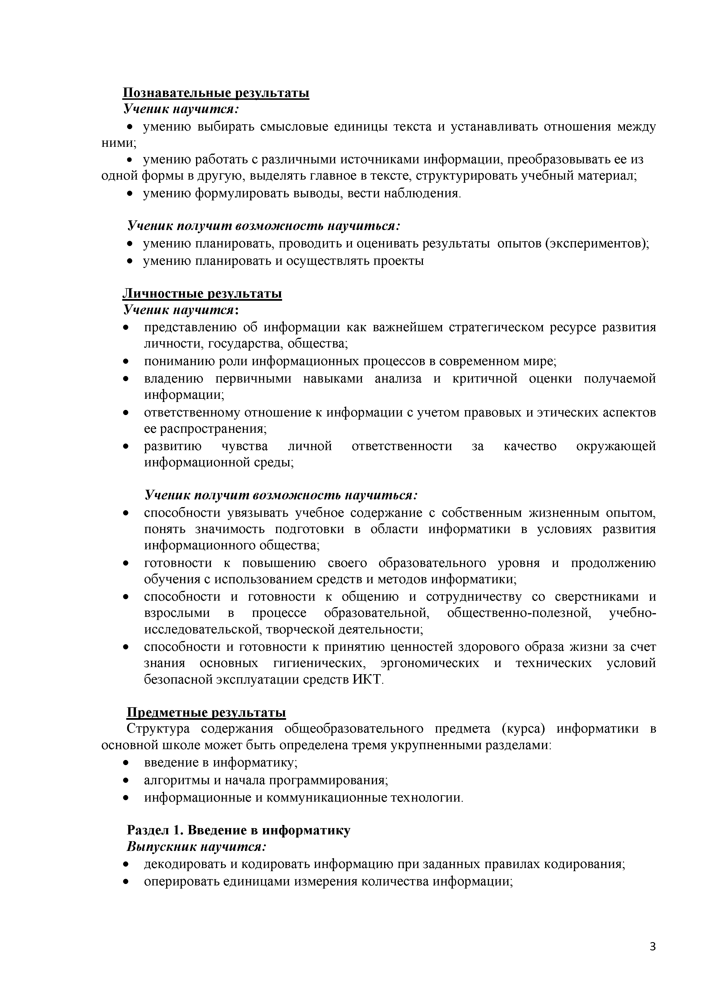 Познавательные результаты
Ученик научится:
• умению выбирать смысловые единицы текста и устанавливать отношения между
ними;
• умению работать с различными источниками информации, преобразовывать ее из
одной формы в другую, выделять главное в тексте, структурировать учебный материал;
• умению формулировать выводы, вести наблюдения.
Ученик получит возможность научиться:
• умению планировать, проводить и оценивать результаты опытов (экспериментов);
• умению планировать и осуществлять проекты
Личностные результаты
Ученик научится:
• представлению об информации как важнейшем стратегическом ресурсе развития
личности, государства, общества;
• пониманию роли информационных процессов в современном мире;
• владению первичными навыками анализа и критичной оценки получаемой
информации;
• ответственному отношение к информации с учетом правовых и этических аспектов
ее распространения;
• развитию чувства личной ответственности за качество окружающей
информационной среды;
Ученик получит возможность научиться:
• способности увязывать учебное содержание с собственным жизненным опытом,
понять значимость подготовки в области информатики в условиях развития
информационного общества;
• готовности к повышению своего образовательного уровня и продолжению
обучения с использованием средств и методов информатики;
• способности и готовности к общению и сотрудничеству со сверстниками и
взрослыми в процессе образовательной, общественно-полезной, учебно-
исследовательской, творческой деятельности;
• способности и готовности к принятию ценностей здорового образа жизни за счет
знания основных гигиенических, эргономических и технических условий
безопасной эксплуатации средств ИКТ.
Предметные результаты
Структура содержания общеобразовательного предмета (курса) информатики в
основной школе может быть определена тремя укрупненными разделами:
• введение в информатику;
• алгоритмы и начала программирования;
• информационные и коммуникационные технологии.
Раздел 1. Введение в информатику
Выпускник научится:
• декодировать и кодировать информацию при заданных правилах кодирования;
• оперировать единицами измерения количества информации;
3